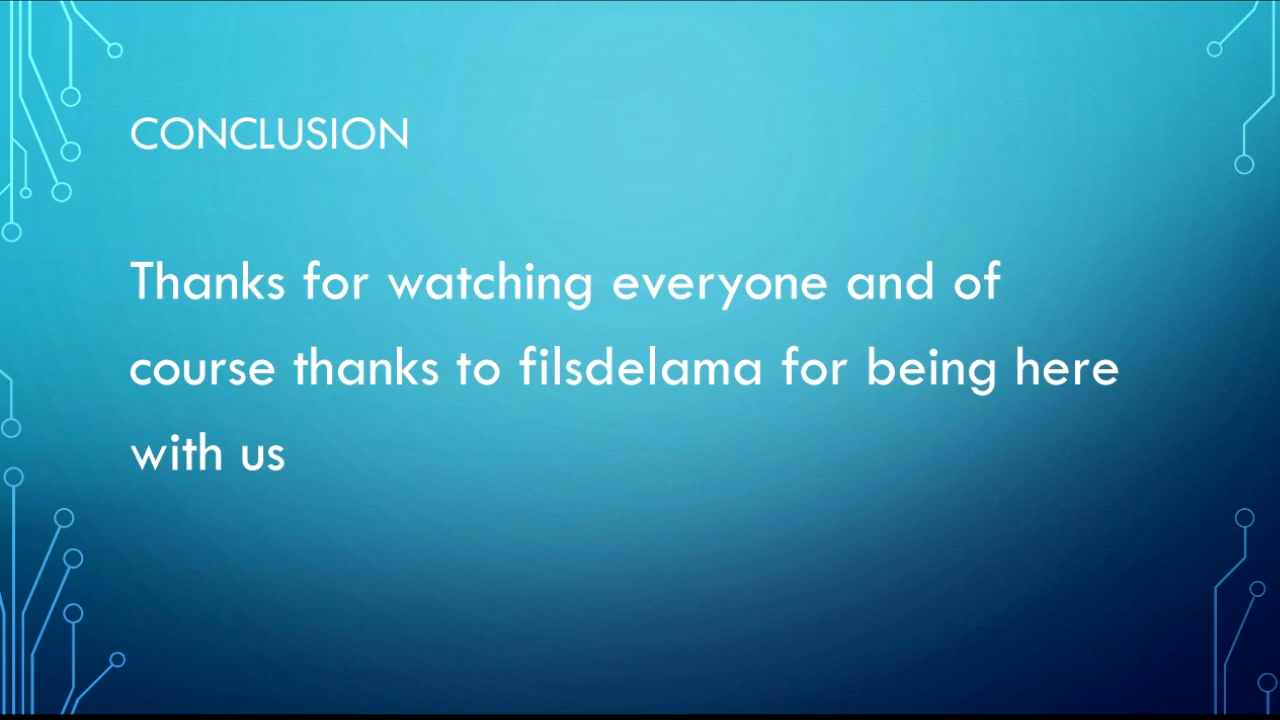 CONCLUSION
Thanks for watching everyone and of
course thanks to filsdelama for being here
with us